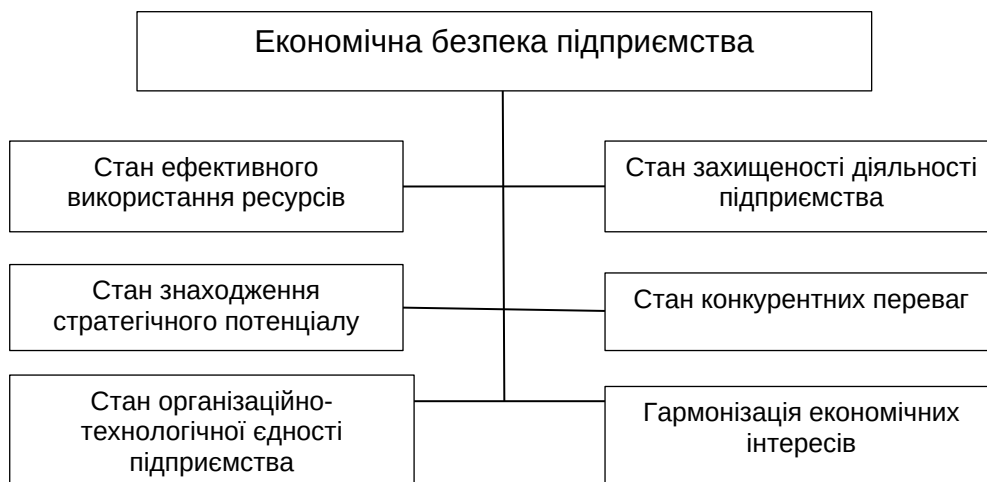 Економічна безпека підприємства
Стан ефективного
використання ресурсів
Стан захищеності діяльності
підприємства
Стан знаходження
стратегічного потенціалу
Стан конкурентних переваг
Стан організаційно-
технологічної єдності
підприємства
Гармонізація економічних
інтересів